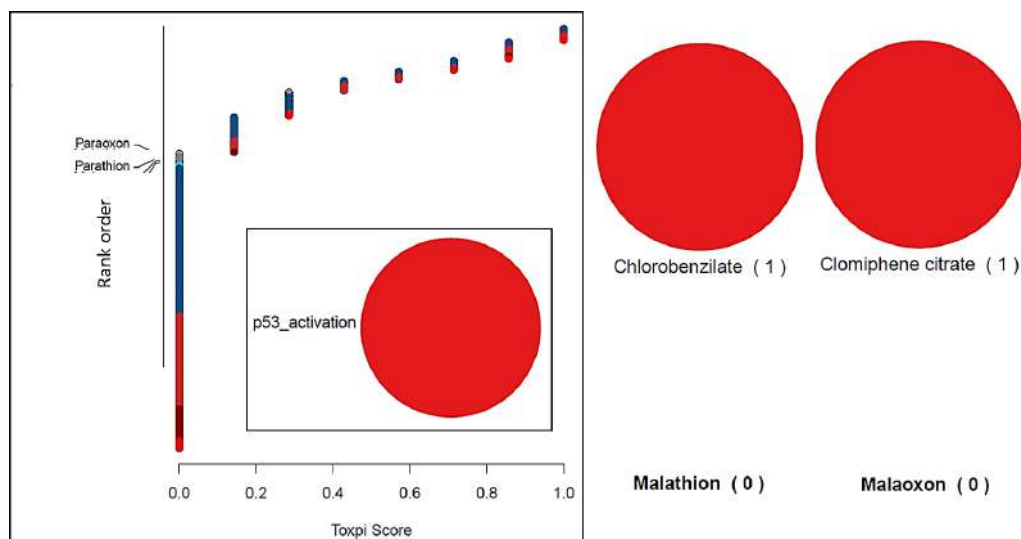 Paraoxon
Parathion
Rank order
p53_activation
0.0 0.2 0.4 0.6 0.8 1.0
Toxpi Score
Chlorobenzilate ( 1 )
Clomiphene citrate ( 1 )
Malathion ( 0 )
Malaoxon ( 0 )